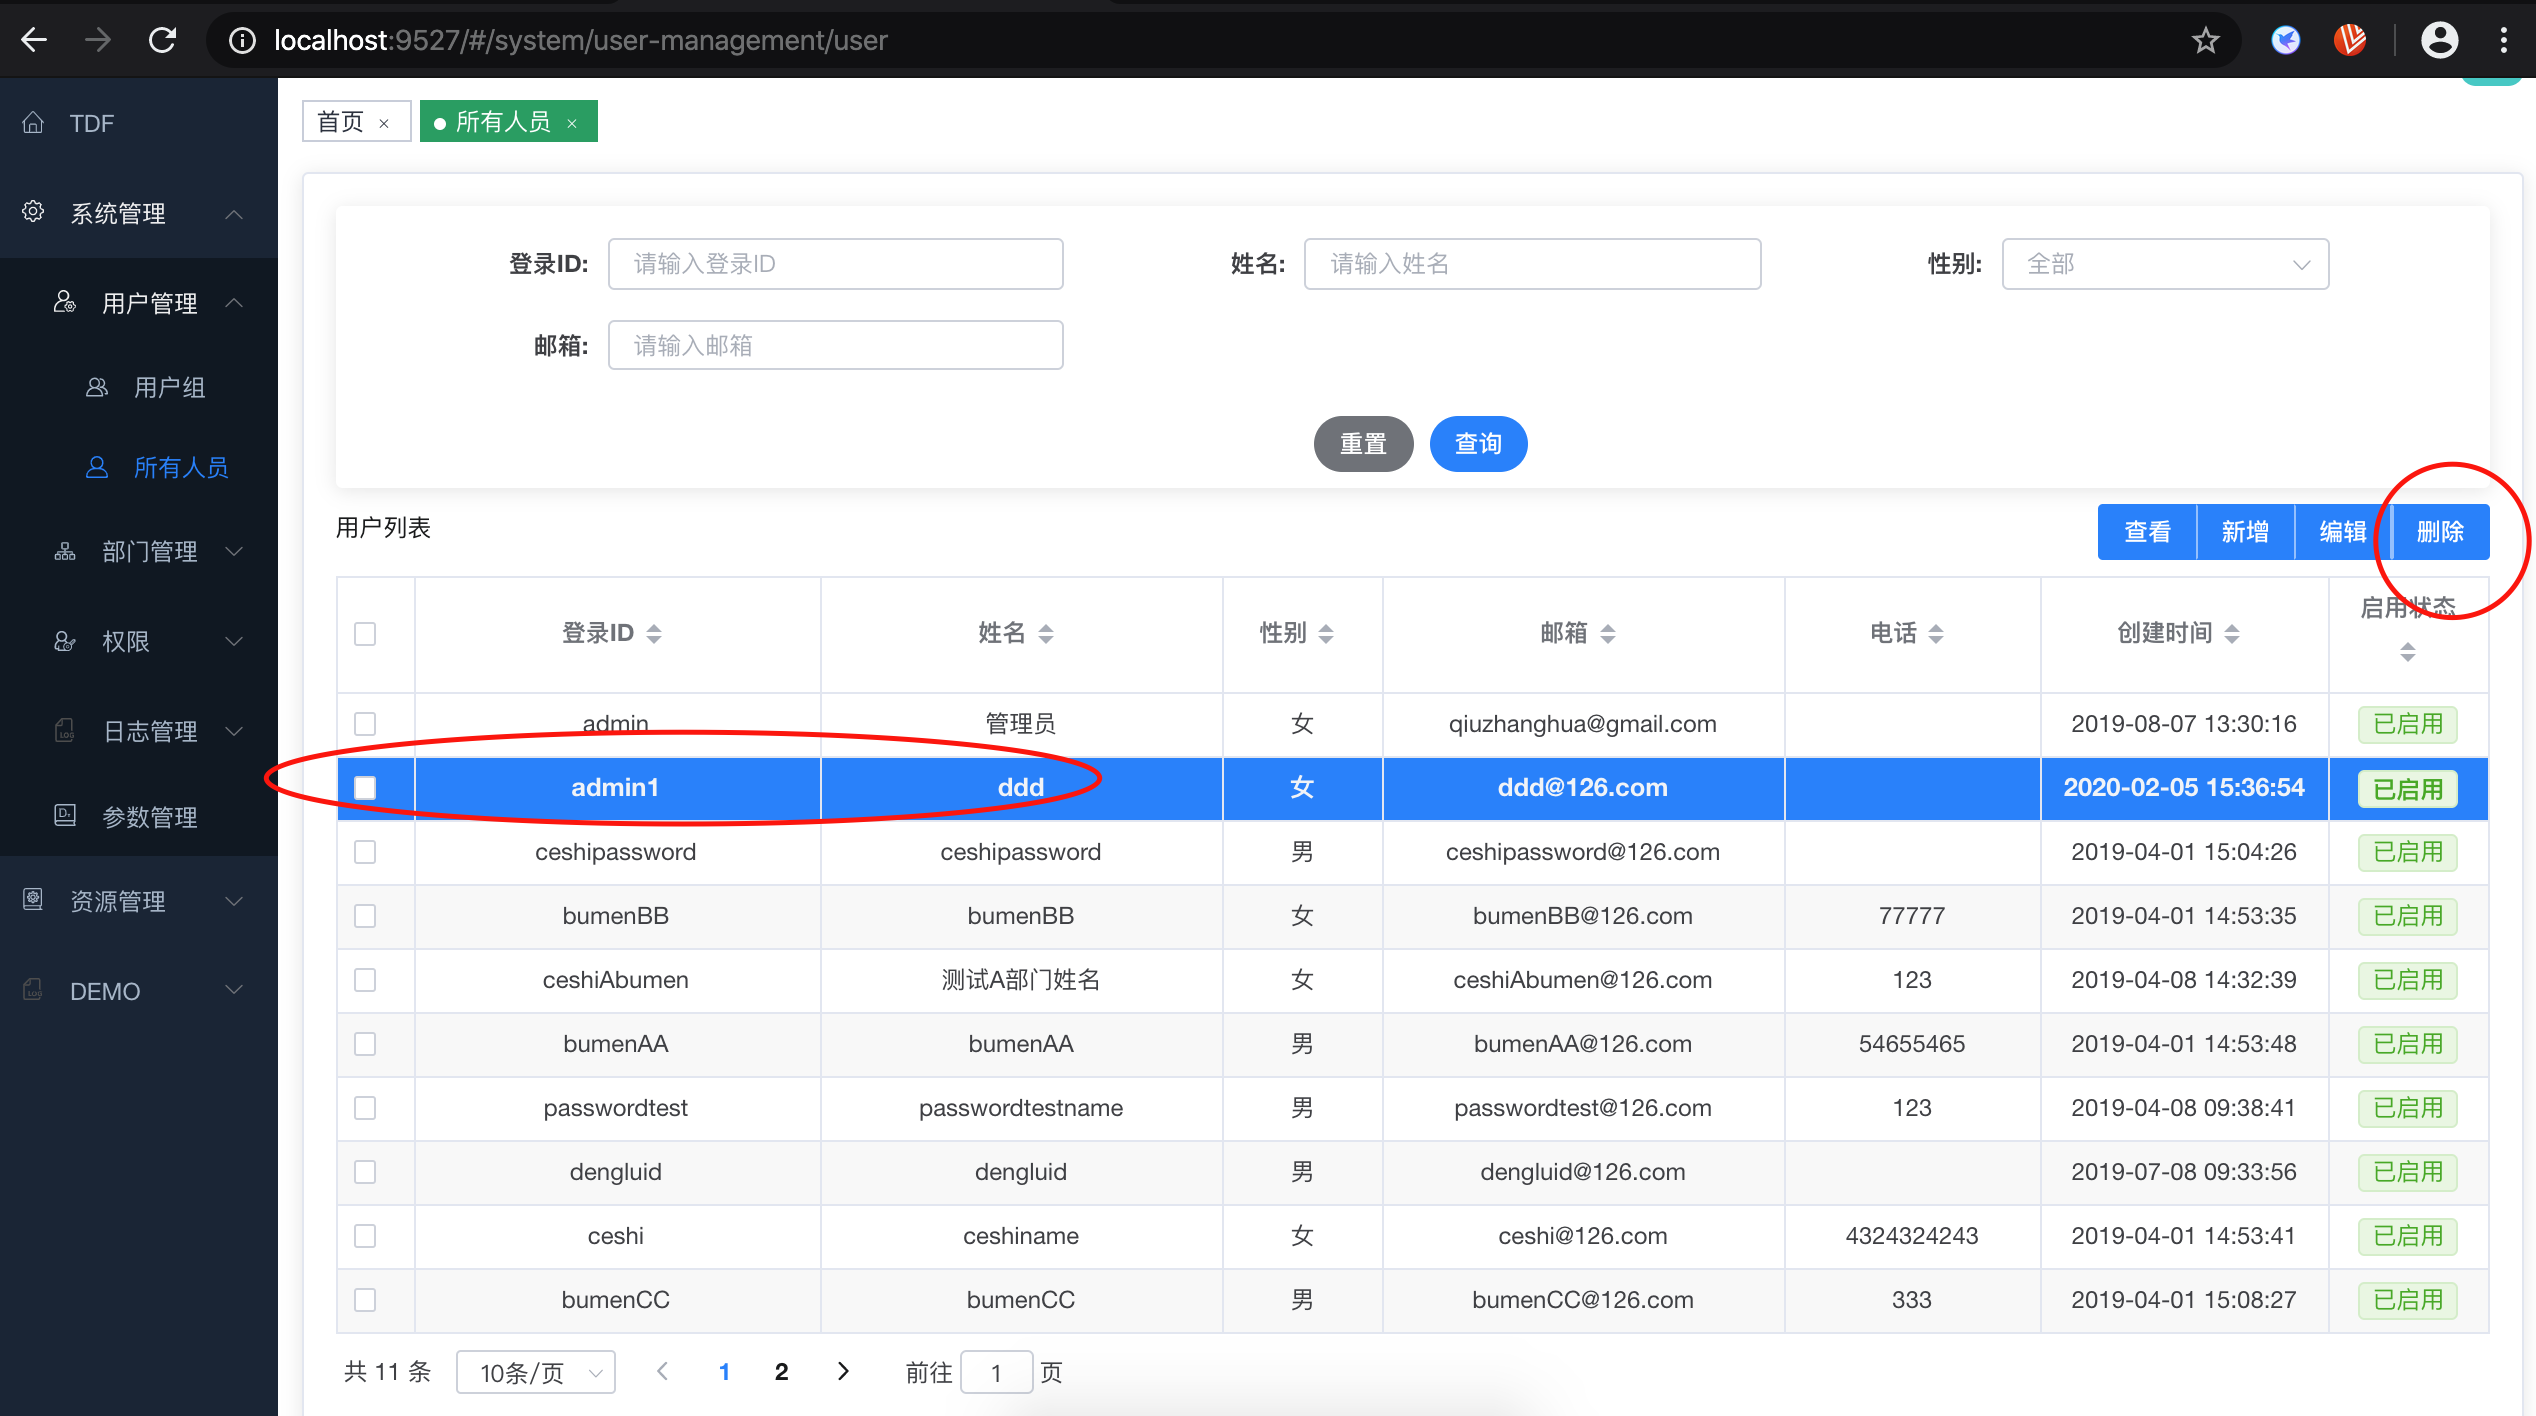 localhost:9527/#/system/user-management/user
TDF
系统管理
用户管理
用户组
所有人员
部门管理
权限
日志管理
参数管理
资源管理
DEMO
首页 × 所有人员 ×
登录ID: 请输入登录ID 姓名: 请输入姓名 性别: 全部
邮箱: 请输入邮箱
重置 查询
用户列表 查看 新增 编辑 删除
登录ID 姓名 性别 邮箱 电话 创建时间 启用状态
admin 管理员 女 qiuzhanghua@gmail.com 2019-08-07 13:30:16 已启用
admin1 ddd 女 ddd@126.com 2020-02-05 15:36:54 已启用
ceshipassword ceshipassword 男 ceshipassword@126.com 2019-04-01 15:04:26 已启用
bumenBB bumenBB 女 bumenBB@126.com 77777 2019-04-01 14:53:35 已启用
ceshiAbumen 测试A部门姓名 女 ceshiAbumen@126.com 123 2019-04-08 14:32:39 已启用
bumenAA bumenAA 男 bumenAA@126.com 54655465 2019-04-01 14:53:48 已启用
passwordtest passwordtestname 男 passwordtest@126.com 123 2019-04-08 09:38:41 已启用
dengluid dengluid 男 dengluid@126.com 2019-07-08 09:33:56 已启用
ceshi ceshiname 女 ceshi@126.com 4324324243 2019-04-01 14:53:41 已启用
bumenCC bumenCC 男 bumenCC@126.com 333 2019-04-01 15:08:27 已启用
共 11 条 10条/页 1 2 前往 1 页